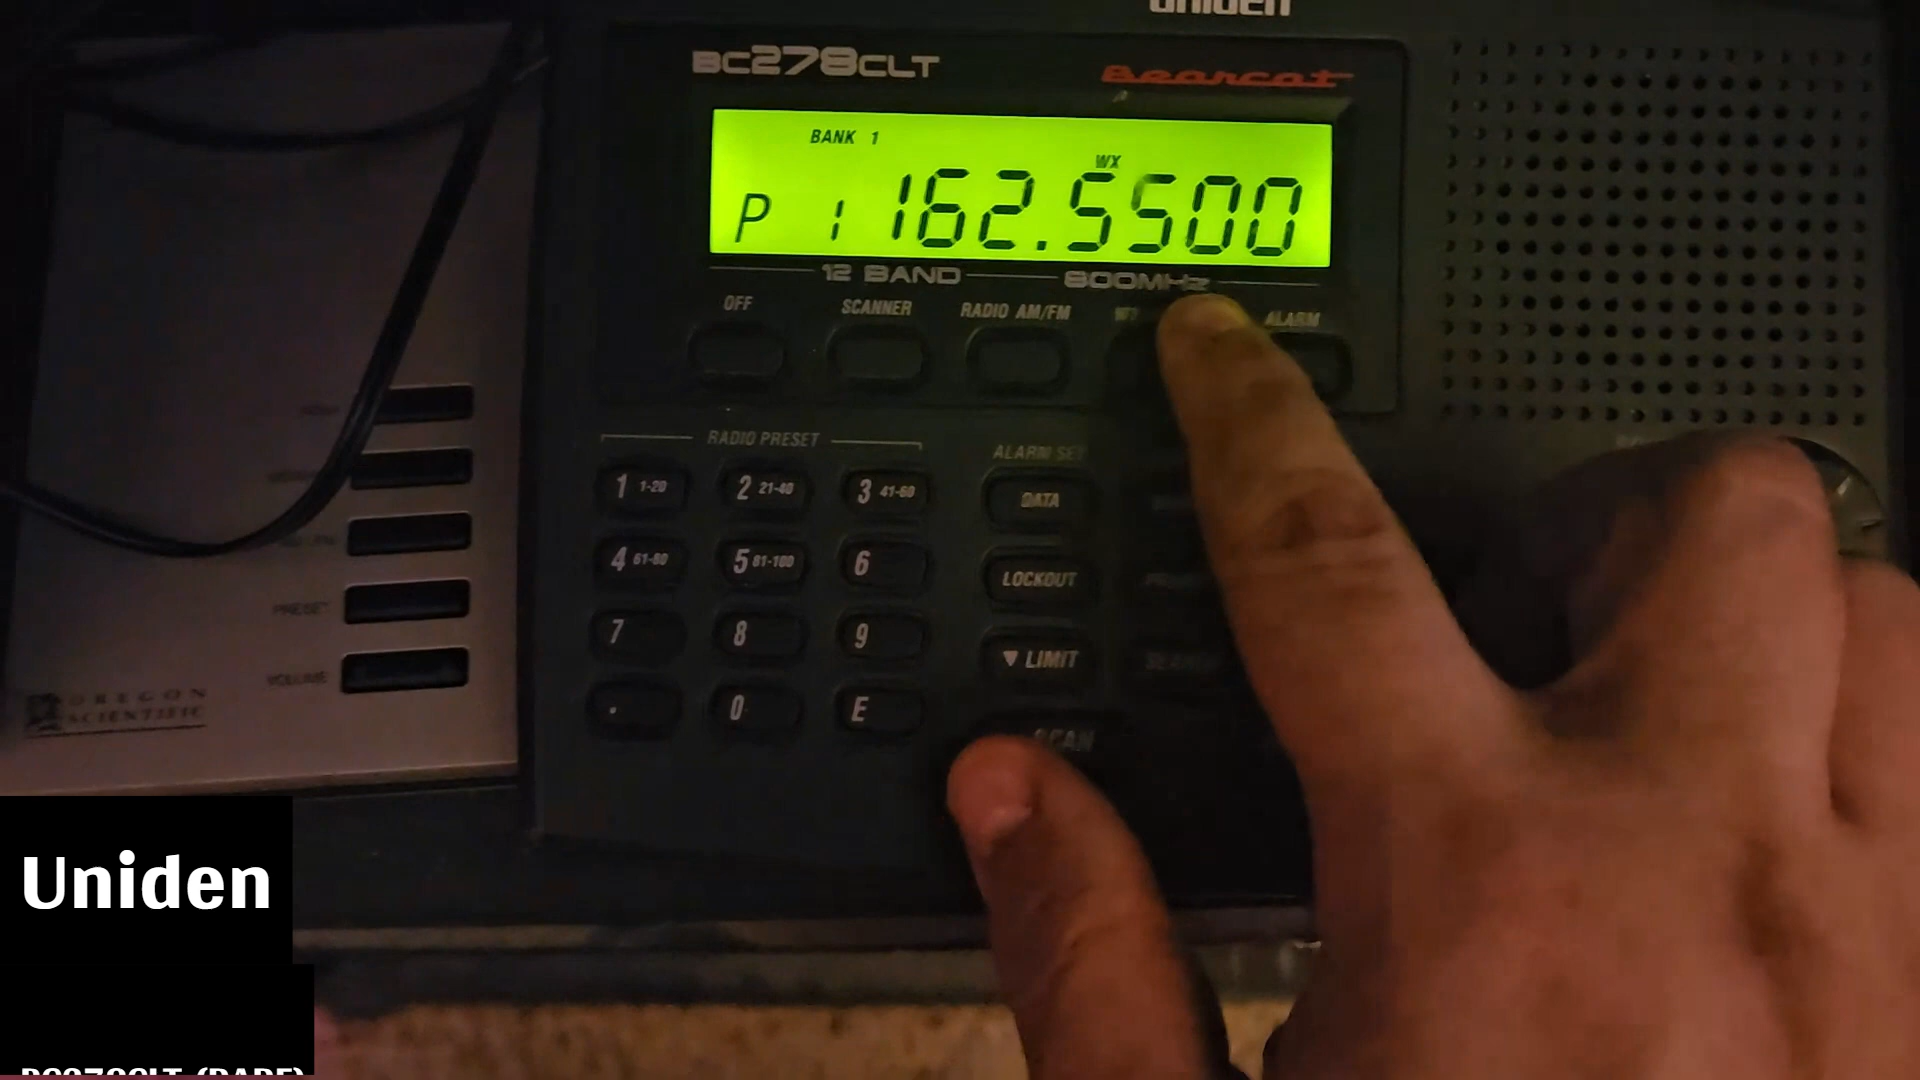 uniden
BC278CLT
Bearcat
BANK 1
WX
P 1 162.5500
12 BAND 800MHz
OFF SCANNER RADIO AM/FM ALARM
RADIO PRESET
ALARM SET
1 1-20 2 21-40 3 41-60 DATA
4 61-80 5 81-100 6 LOCKOUT
7 8 9 ▼ LIMIT
. 0 E SCAN
PRESET
VOLUME
OREGON
SCIENTIFIC
Uniden
BC278CLT (RARE)